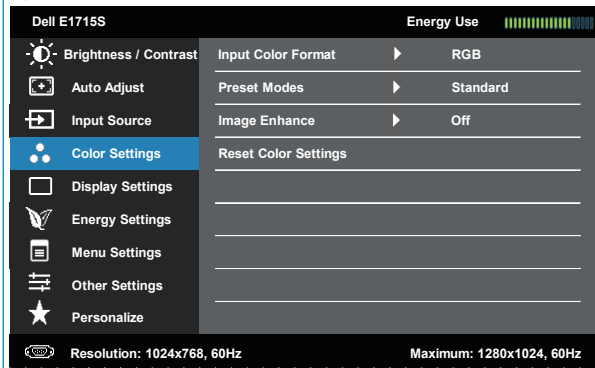 Dell E1715S Energy Use
Brightness / Contrast Input Color Format RGB
Auto Adjust Preset Modes Standard
Input Source Image Enhance Off
Color Settings Reset Color Settings
Display Settings
Energy Settings
Menu Settings
Other Settings
Personalize
Resolution: 1024x768, 60Hz Maximum: 1280x1024, 60Hz